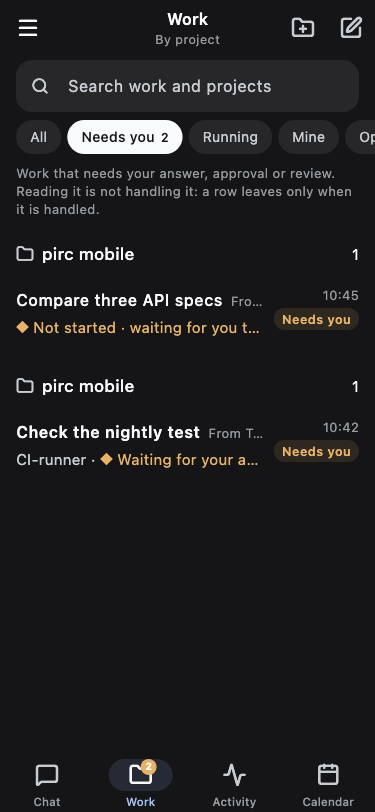 Work
By project
Search work and projects
All
Needs you 2
Running
Mine
Op
Work that needs your answer, approval or review.
Reading it is not handling it: a row leaves only when
it is handled.
pirc mobile 1
Compare three API specs Fro... 10:45
Not started · waiting for you t... Needs you
pirc mobile 1
Check the nightly test From T... 10:42
CI-runner · Waiting for your a... Needs you
2
Chat
Work
Activity
Calendar